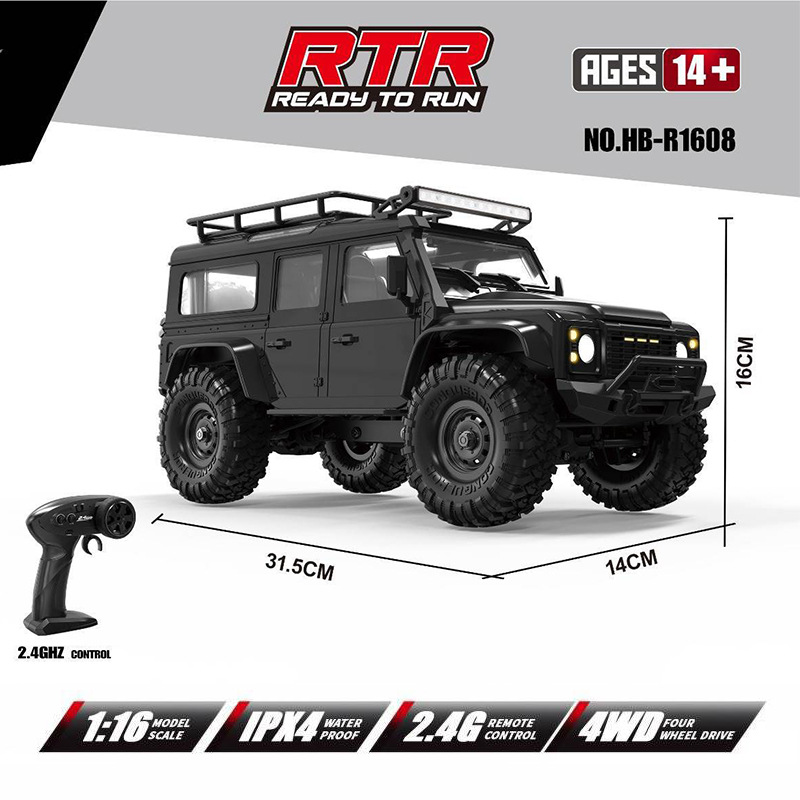 RTR
READY TO RUN
AGES 14+
NO.HB-R1608
16CM
31.5CM
14CM
2.4GHZ CONTROL
1:16 MODEL SCALE
IPX4 WATER PROOF
2.4G REMOTE CONTROL
4WD FOUR WHEEL DRIVE